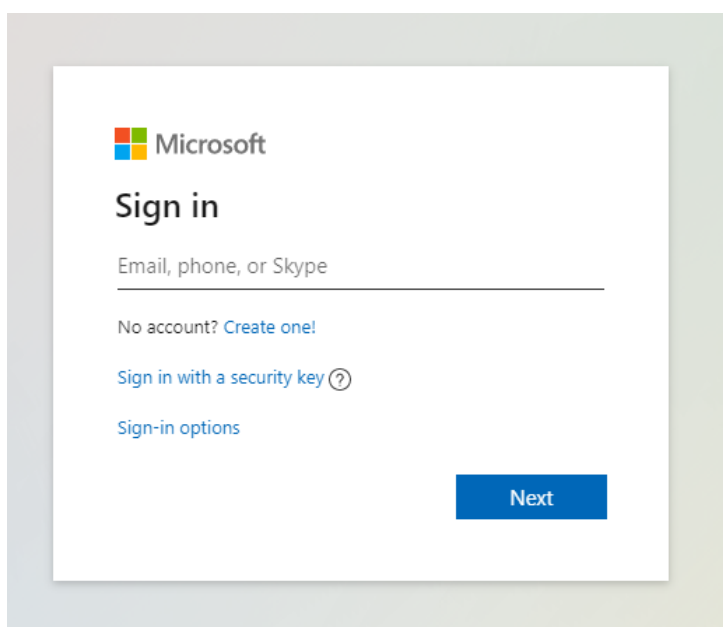 Microsoft
Sign in
Email, phone, or Skype
No account? Create one!
Sign in with a security key ?
Sign-in options
Next